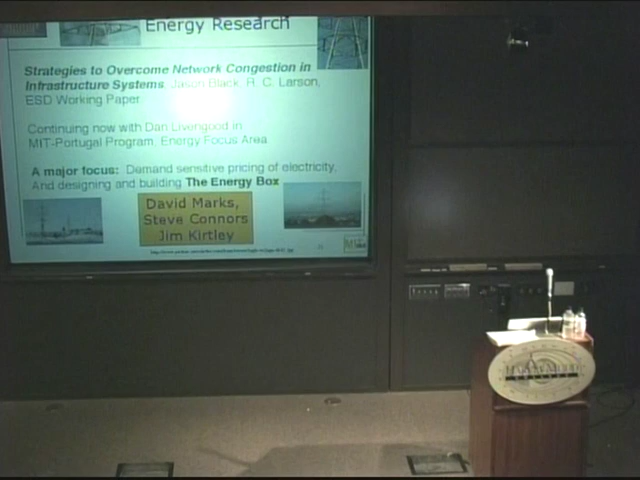 Energy Research
Strategies to Overcome Network Congestion in
Infrastructure Systems, Jason Black, R. C. Larson,
ESD Working Paper
Continuing now with Dan Livengood in
MIT-Portugal Program, Energy Focus Area
A major focus: Demand sensitive pricing of electricity,
And designing and building The Energy Box
David Marks,
Steve Connors
Jim Kirtley